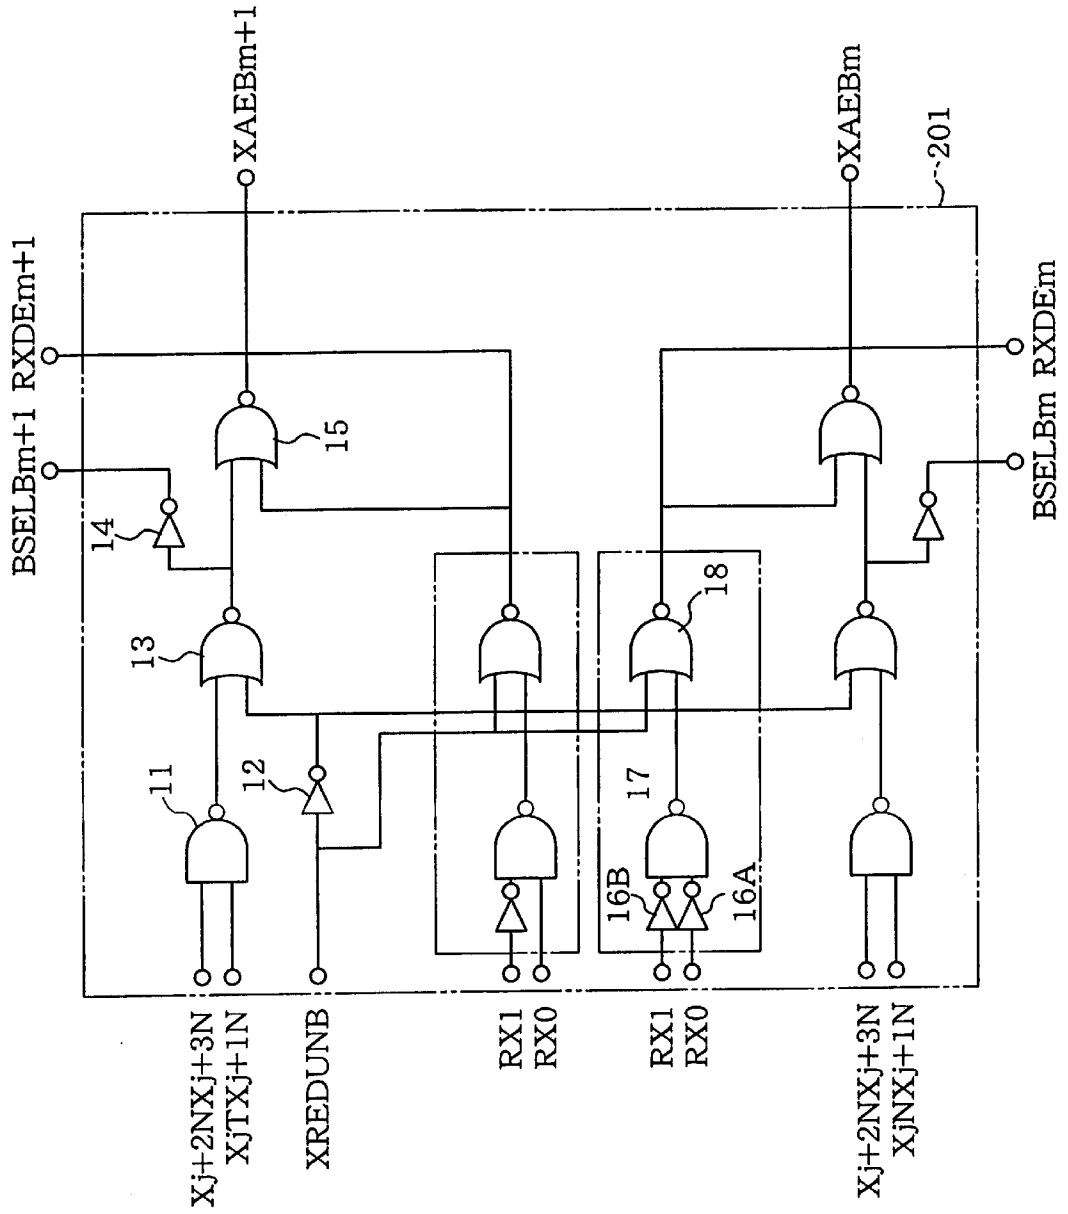 BSELBm+1 RXDEm+1
XAEBm+1
14
15
13
11
12
Xj+2NXj+3N
XjTXj+1N
XREDUNB
RX1
RX0
18
17
16B
16A
RX1
RX0
Xj+2NXj+3N
XjNXj+1N
XAEBm
201
BSELBm RXDEm